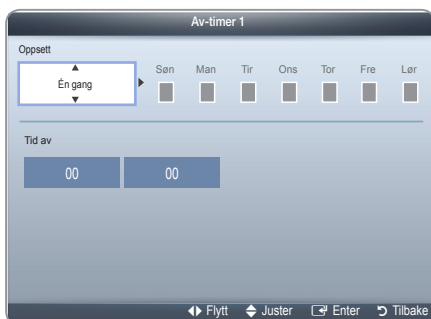 Av-timer 1
Oppsett
Én gang
Søn Man Tir Ons Tor Fre Lør
Tid av
00 00
Flytt Juster Enter Tilbake